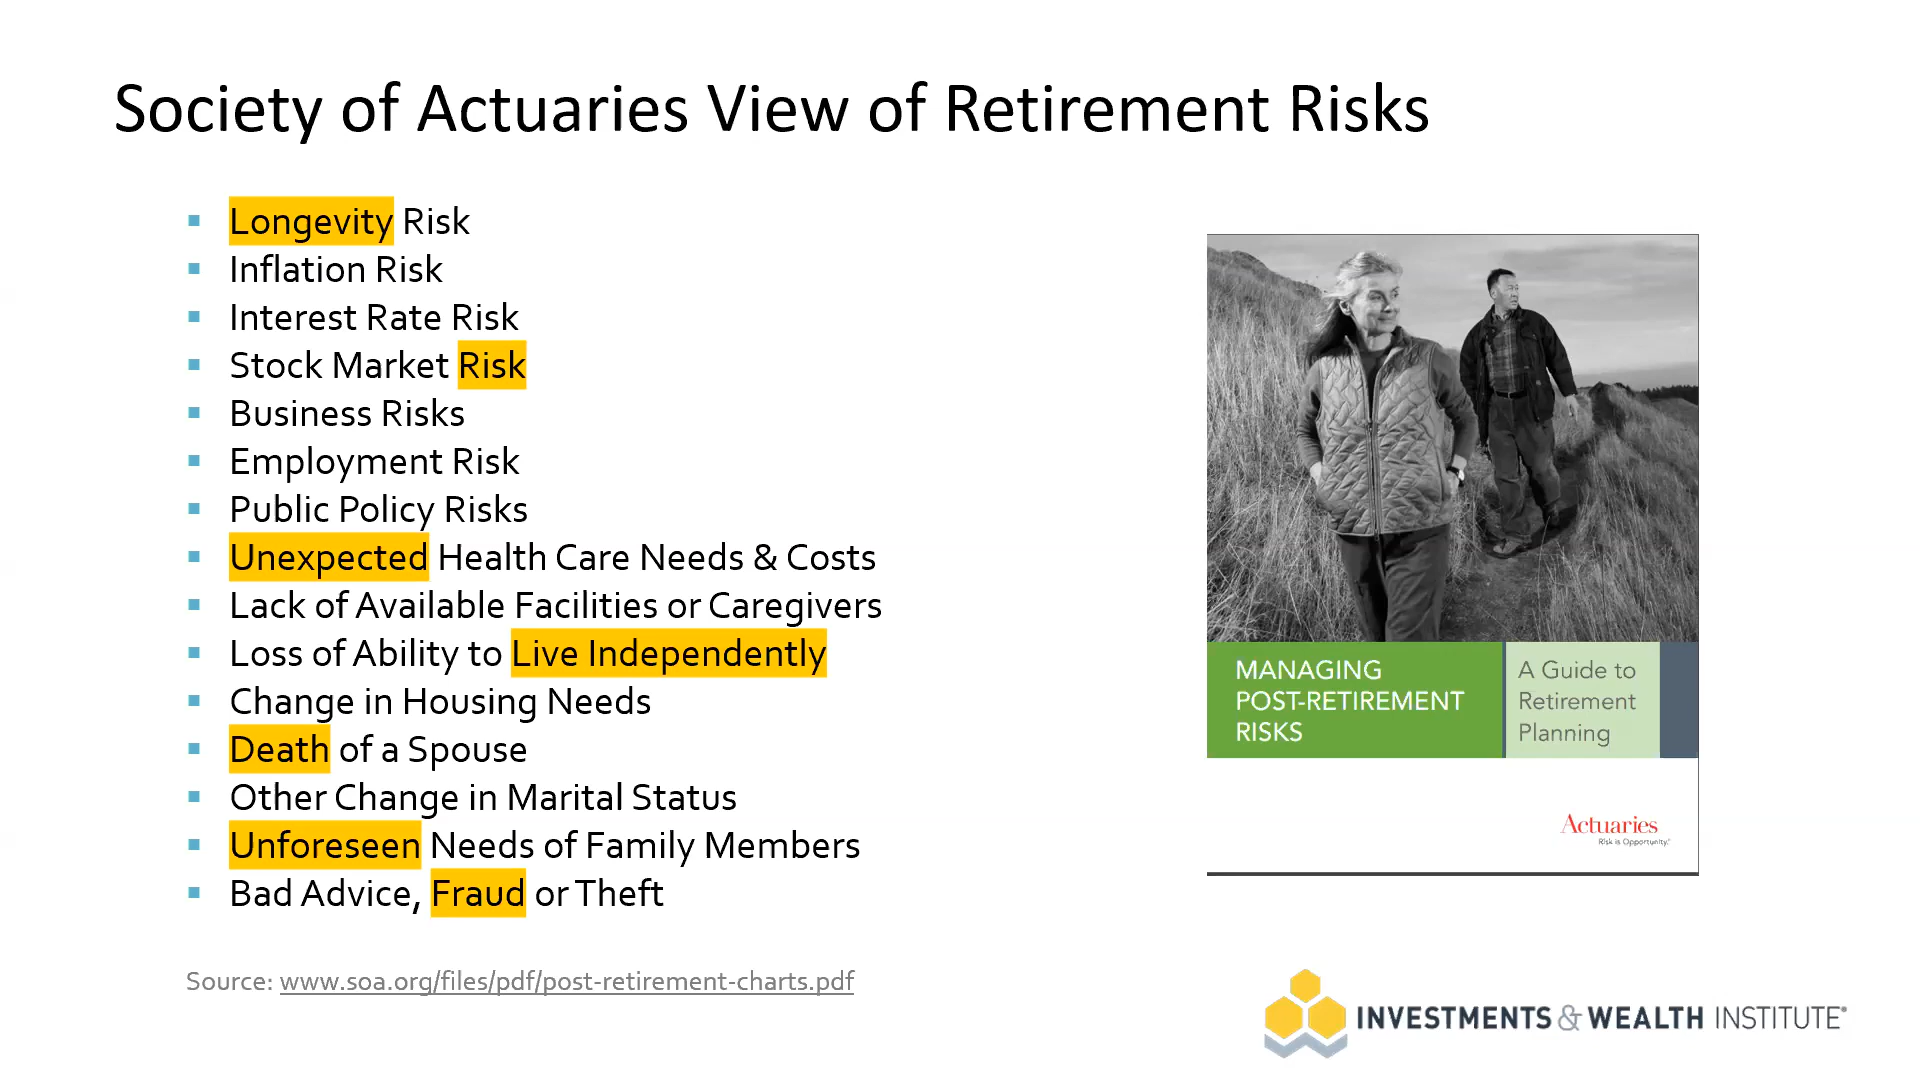 Society of Actuaries View of Retirement Risks
Longevity Risk
Inflation Risk
Interest Rate Risk
Stock Market Risk
Business Risks
Employment Risk
Public Policy Risks
Unexpected Health Care Needs & Costs
Lack of Available Facilities or Caregivers
Loss of Ability to Live Independently
Change in Housing Needs
Death of a Spouse
Other Change in Marital Status
Unforeseen Needs of Family Members
Bad Advice, Fraud or Theft
Source: www.soa.org/files/pdf/post-retirement-charts.pdf
MANAGING
POST-RETIREMENT
RISKS
A Guide to
Retirement
Planning
Actuaries
Risk is Opportunity.®
INVESTMENTS & WEALTH INSTITUTE®